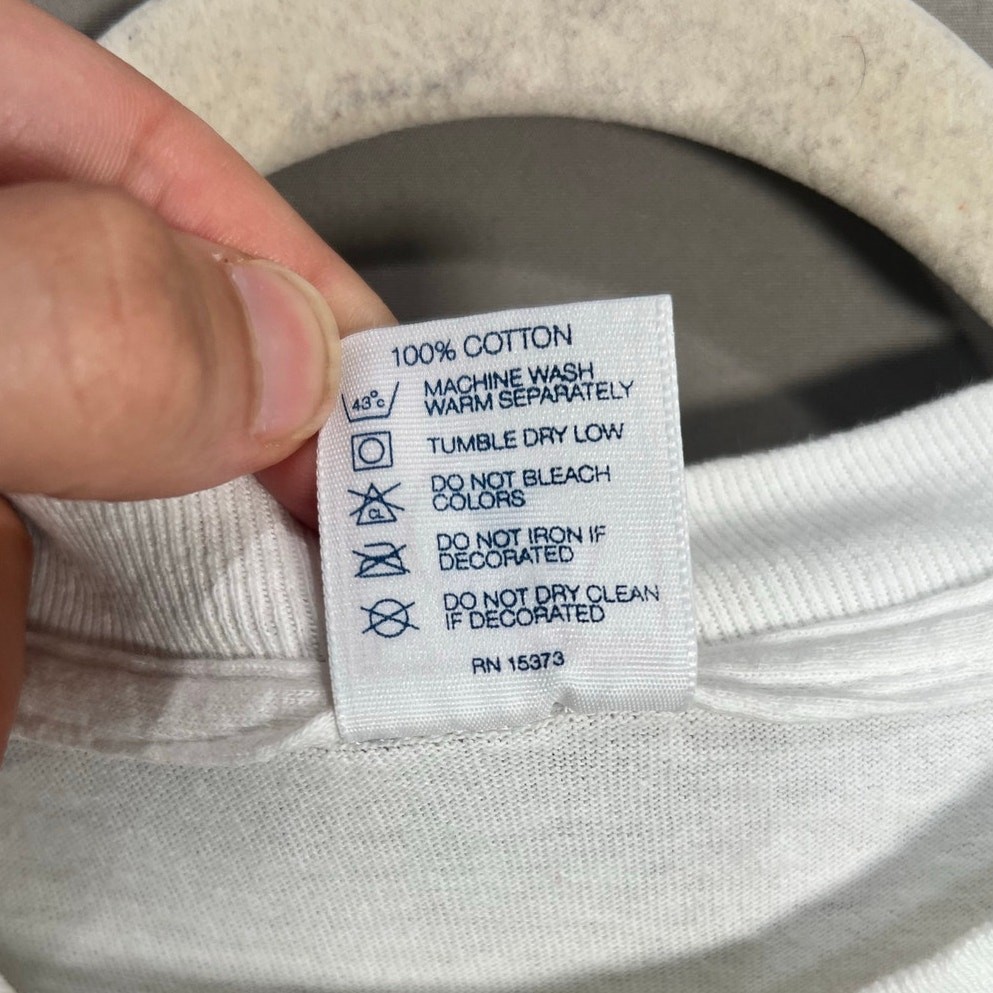 100% COTTON
43°c
MACHINE WASH
WARM SEPARATELY
TUMBLE DRY LOW
CL
DO NOT BLEACH
COLORS
DO NOT IRON IF
DECORATED
DO NOT DRY CLEAN
IF DECORATED
RN 15373